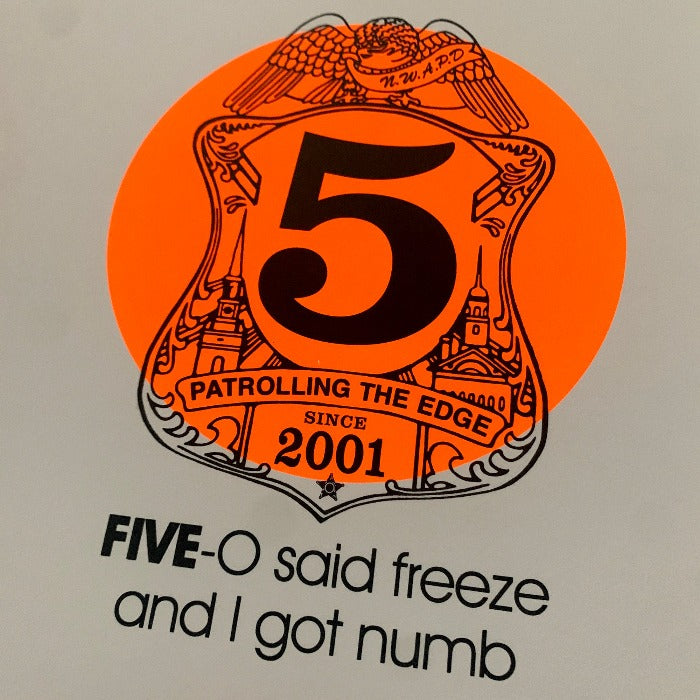 N.W.A.P.D
5
PATROLLING THE EDGE
SINCE
2001
FIVE-O said freeze
and I got numb